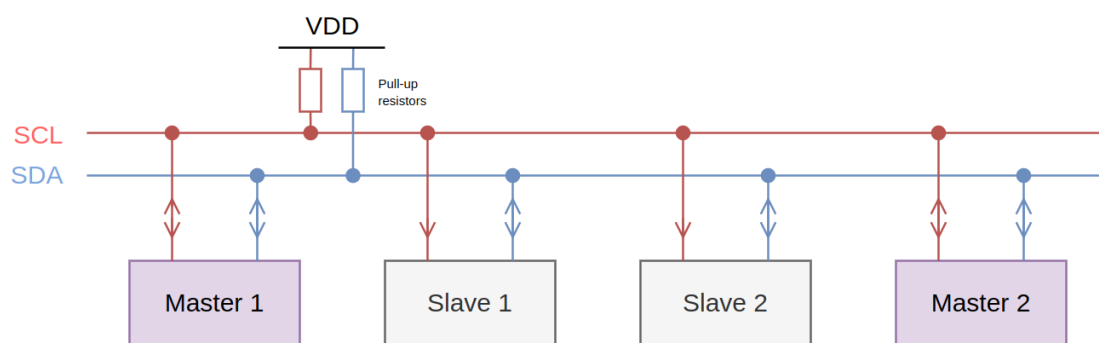 VDD
Pull-up
resistors
SCL
SDA
Master 1
Slave 1
Slave 2
Master 2